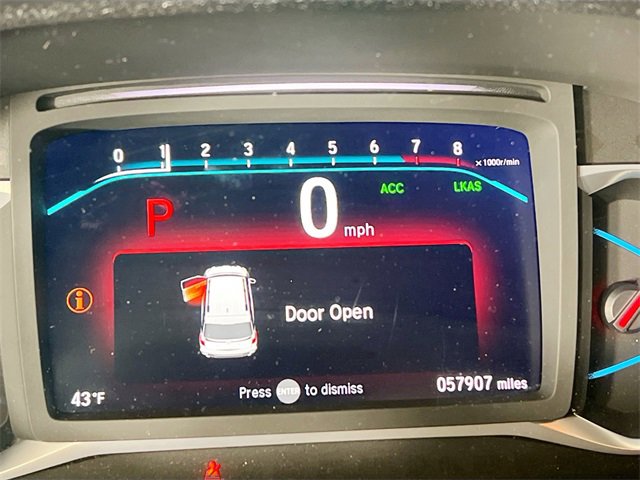 0 1 2 3 4 5 6 7 8 x1000r/min
P 0 mph ACC LKAS
i
Door Open
Press ENTER to dismiss
43°F 057907 miles